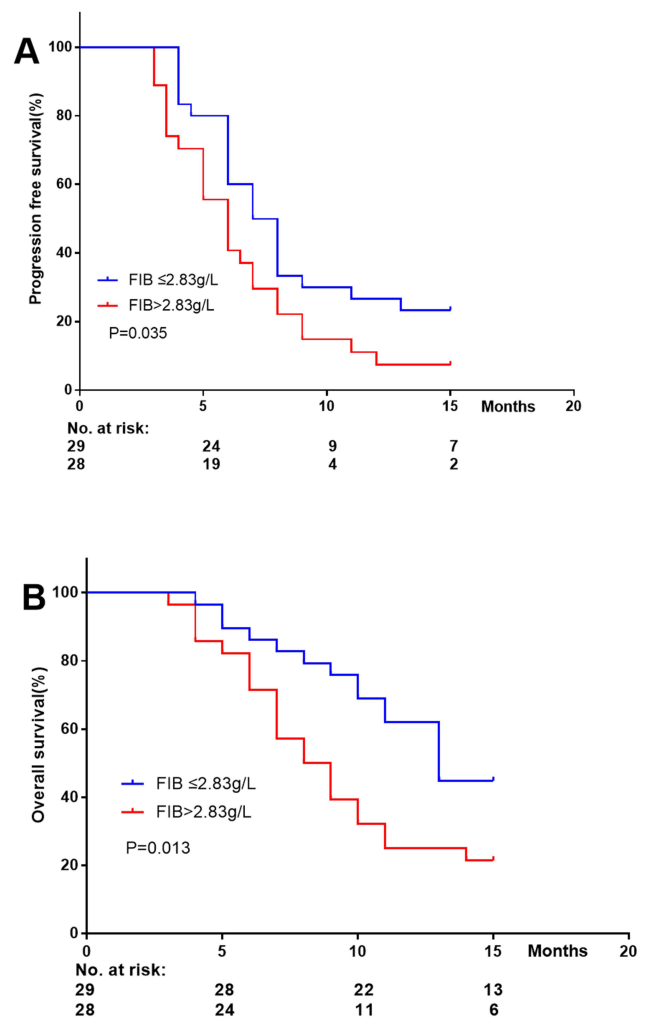 A
Progression free survival(%)
100
80
60
40
20
0
FIB ≤2.83g/L
FIB>2.83g/L
P=0.035
0 5 10 15 Months 20
No. at risk:
29 24 9 7
28 19 4 2
B
Overall survival(%)
100
80
60
40
20
0
FIB ≤2.83g/L
FIB>2.83g/L
P=0.013
0 5 10 15 Months 20
No. at risk:
29 28 22 13
28 24 11 6